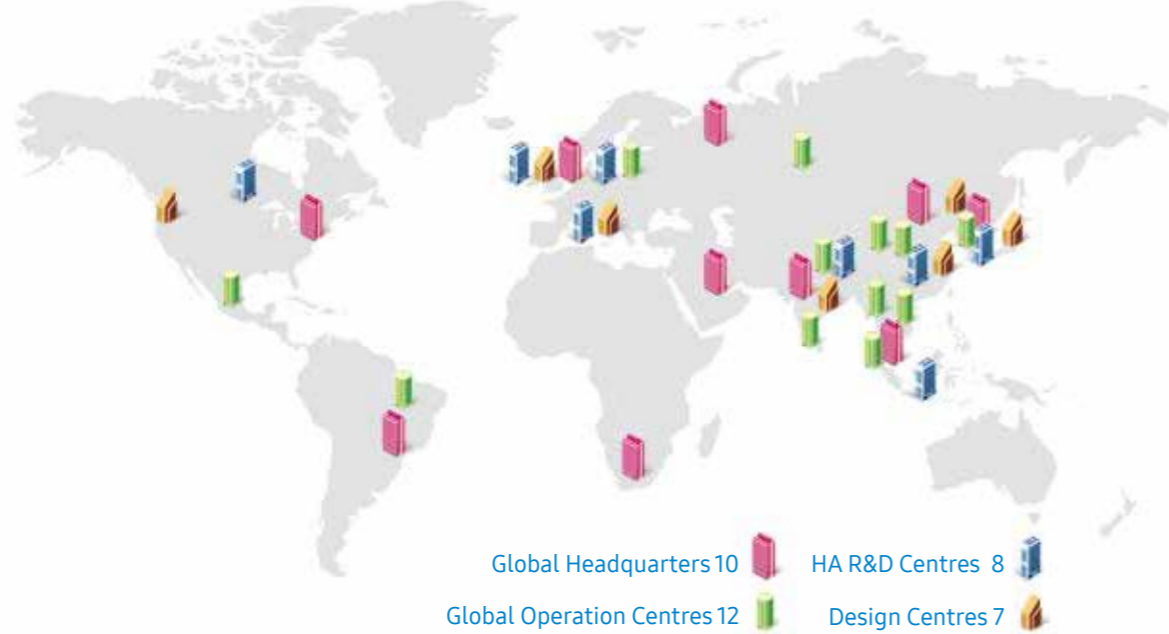 Global Headquarters 10
HA R&D Centres 8
Global Operation Centres 12
Design Centres 7